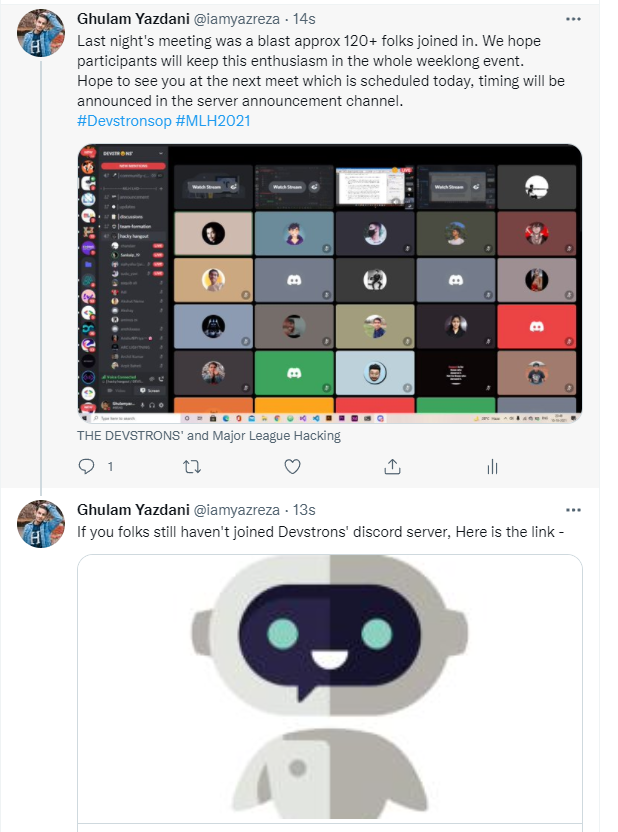 Ghulam Yazdani @iamyazreza · 14s
Last night's meeting was a blast approx 120+ folks joined in. We hope
participants will keep this enthusiasm in the whole weeklong event.
Hope to see you at the next meet which is scheduled today, timing will be
announced in the server announcement channel.
#Devstronsop #MLH2021
Watch Stream
Watch Stream
Watch Stream
THE DEVSTRONS' and Major League Hacking
1
Ghulam Yazdani @iamyazreza · 13s
If you folks still haven't joined Devstrons' discord server, Here is the link -